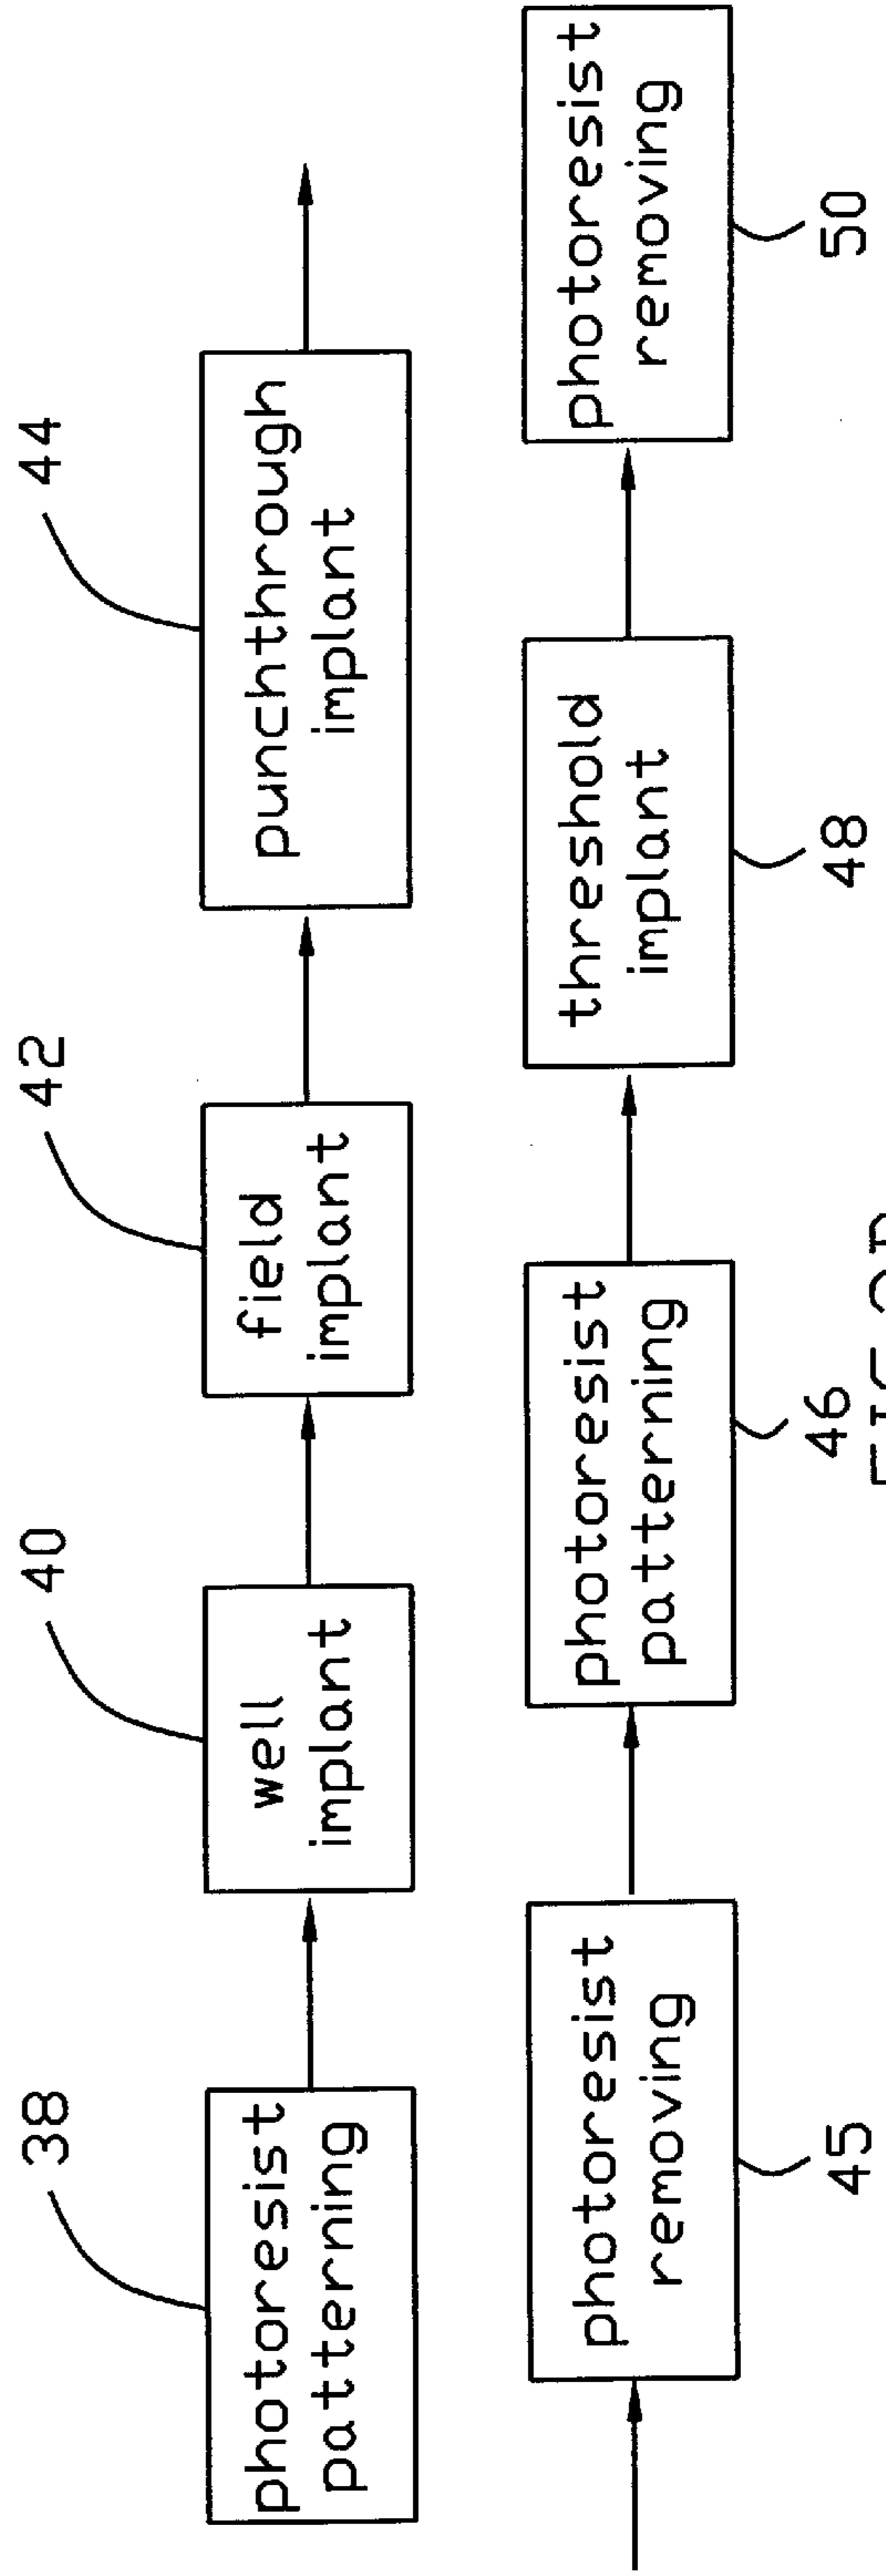 38
40
42
44
photoresist
patterning
well
implant
field
implant
punchthrough
implant
photoresist
removing
photoresist
patterning
threshold
implant
photoresist
removing
45
46
48
50